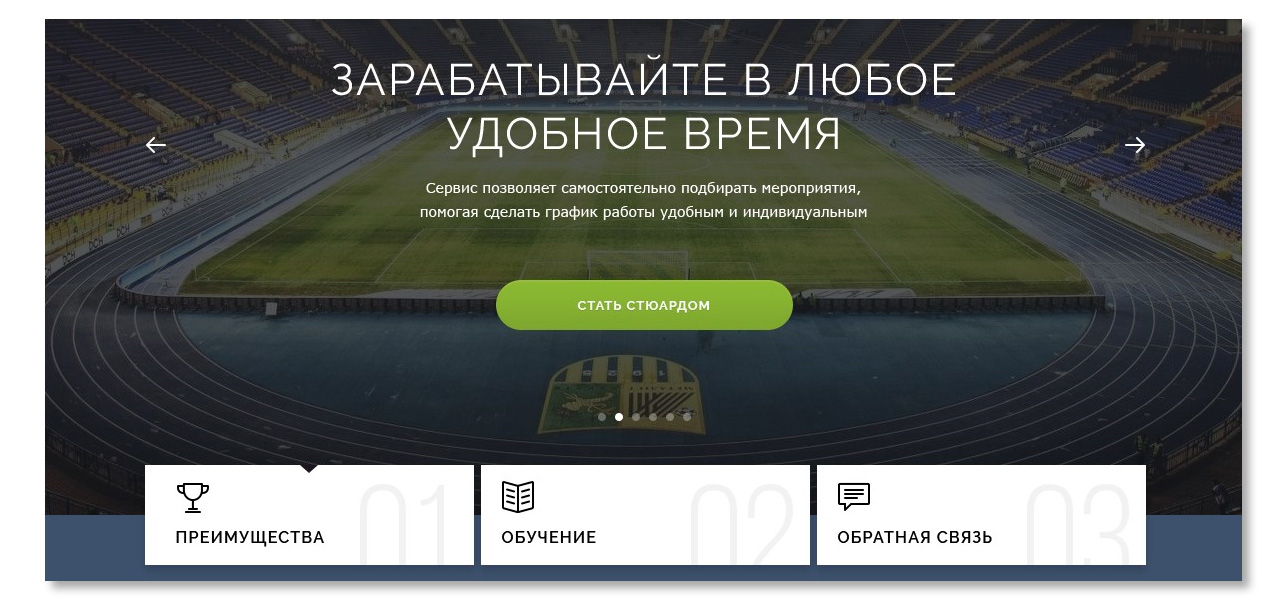 ЗАРАБАТЫВАЙТЕ В ЛЮБОЕ
УДОБНОЕ ВРЕМЯ
Сервис позволяет самостоятельно подбирать мероприятия,
помогая сделать график работы удобным и индивидуальным
СТАТЬ СТЮАРДОМ
01
ПРЕИМУЩЕСТВА
02
ОБУЧЕНИЕ
03
ОБРАТНАЯ СВЯЗЬ